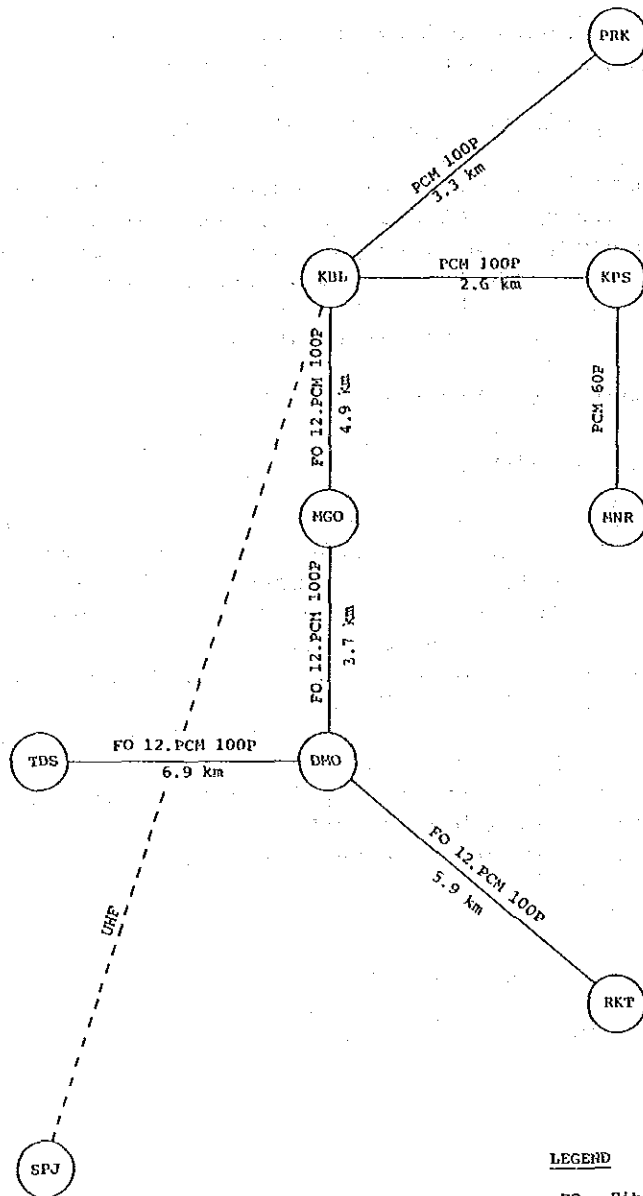 PRK
PCM 100P
3.3 km
KBL
PCM 100P
2.6 km
KPS
FO 12.PCM 100P
4.9 km
PCM 60P
MGO
MNR
FO 12.PCM 100P
3.7 km
TDS
FO 12.PCM 100P
6.9 km
DMO
FO 12.PCM 100P
5.9 km
UHF
RKT
SPJ
LEGEND